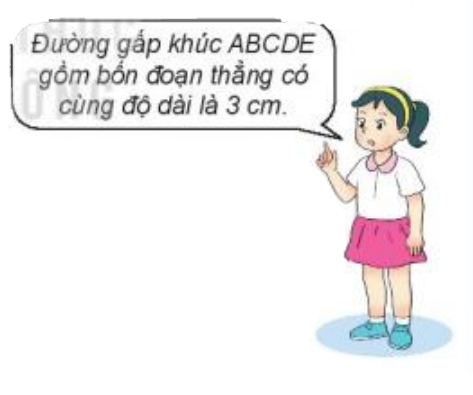 Đường gấp khúc ABCDE
gồm bốn đoạn thẳng có
cùng độ dài là 3 cm.